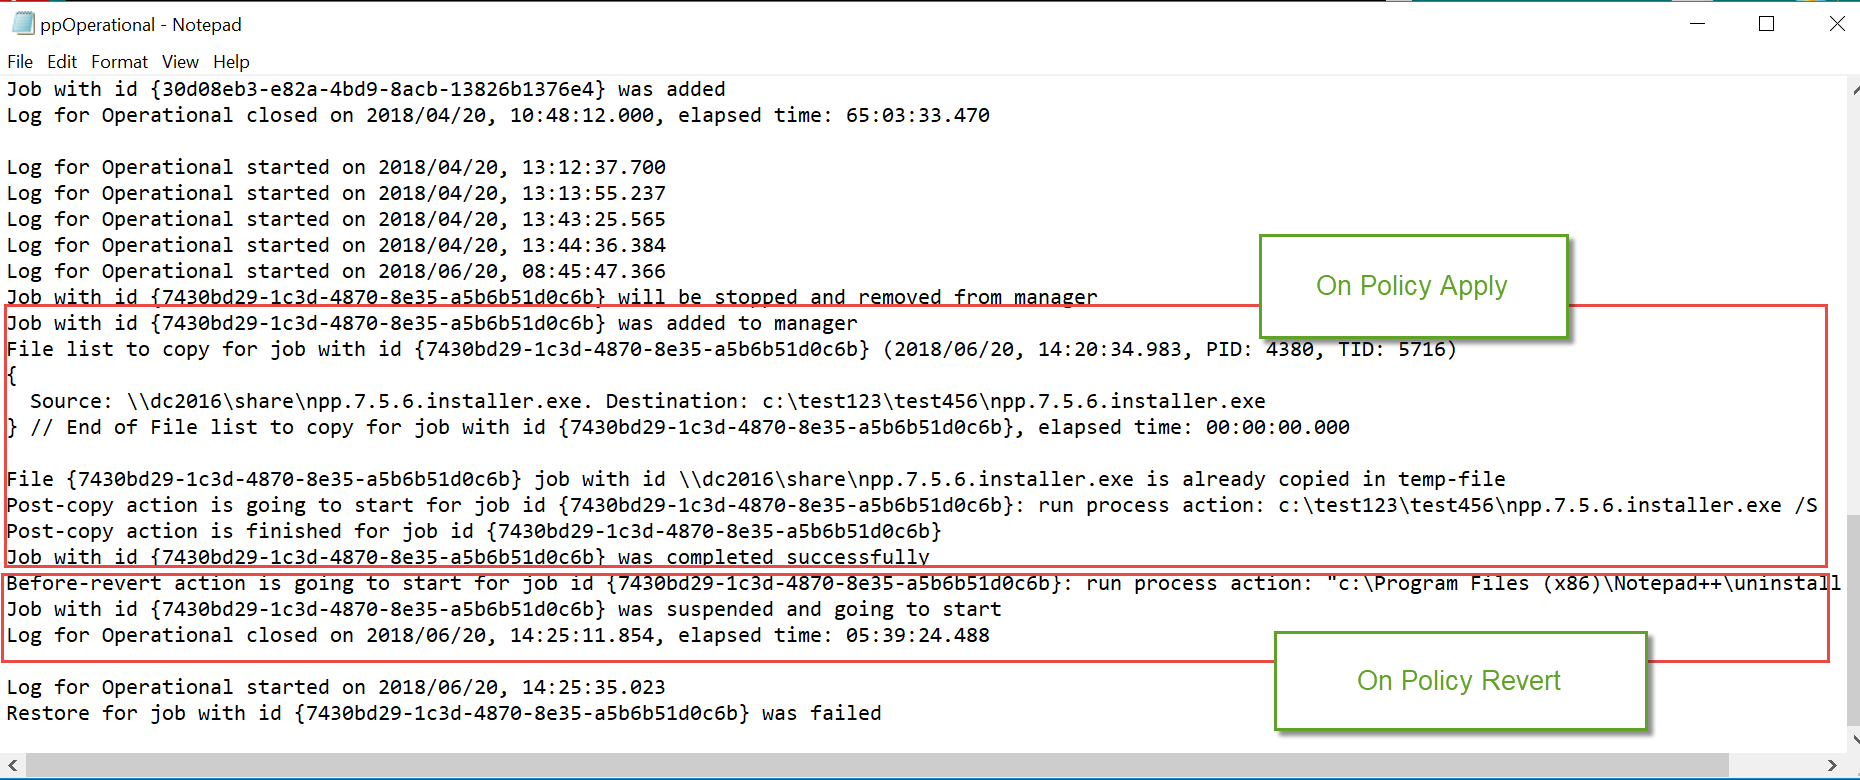 ppOperational - Notepad
File Edit Format View Help
Job with id {30d08eb3-e82a-4bd9-8acb-13826b1376e4} was added
Log for Operational closed on 2018/04/20, 10:48:12.000, elapsed time: 65:03:33.470
Log for Operational started on 2018/04/20, 13:12:37.700
Log for Operational started on 2018/04/20, 13:13:55.237
Log for Operational started on 2018/04/20, 13:43:25.565
Log for Operational started on 2018/04/20, 13:44:36.384
Log for Operational started on 2018/06/20, 08:45:47.366
Job with id {7430bd29-1c3d-4870-8e35-a5b6b51d0c6b} will be stopped and removed from manager
On Policy Apply
Job with id {7430bd29-1c3d-4870-8e35-a5b6b51d0c6b} was added to manager
File list to copy for job with id {7430bd29-1c3d-4870-8e35-a5b6b51d0c6b} (2018/06/20, 14:20:34.983, PID: 4380, TID: 5716)
{
Source: \\dc2016\share\npp.7.5.6.installer.exe. Destination: c:\test123\test456\npp.7.5.6.installer.exe
} // End of File list to copy for job with id {7430bd29-1c3d-4870-8e35-a5b6b51d0c6b}, elapsed time: 00:00:00.000
File {7430bd29-1c3d-4870-8e35-a5b6b51d0c6b} job with id \\dc2016\share\npp.7.5.6.installer.exe is already copied in temp-file
Post-copy action is going to start for job id {7430bd29-1c3d-4870-8e35-a5b6b51d0c6b}: run process action: c:\test123\test456\npp.7.5.6.installer.exe /S
Post-copy action is finished for job id {7430bd29-1c3d-4870-8e35-a5b6b51d0c6b}
Job with id {7430bd29-1c3d-4870-8e35-a5b6b51d0c6b} was completed successfully
Before-revert action is going to start for job id {7430bd29-1c3d-4870-8e35-a5b6b51d0c6b}: run process action: "c:\Program Files (x86)\Notepad++\uninstall
Job with id {7430bd29-1c3d-4870-8e35-a5b6b51d0c6b} was suspended and going to start
Log for Operational closed on 2018/06/20, 14:25:11.854, elapsed time: 05:39:24.488
On Policy Revert
Log for Operational started on 2018/06/20, 14:25:35.023
Restore for job with id {7430bd29-1c3d-4870-8e35-a5b6b51d0c6b} was failed